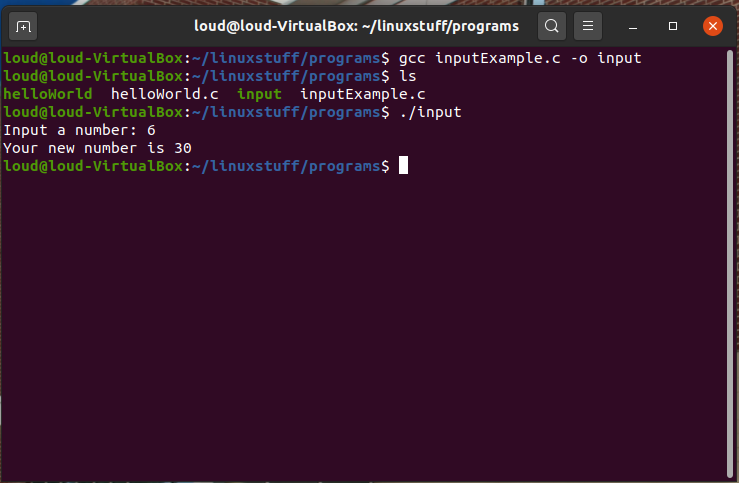 loud@loud-VirtualBox: ~/linuxstuff/programs
loud@loud-VirtualBox:~/linuxstuff/programs$ gcc inputExample.c -o input
loud@loud-VirtualBox:~/linuxstuff/programs$ ls
helloWorld  helloWorld.c  input  inputExample.c
loud@loud-VirtualBox:~/linuxstuff/programs$ ./input
Input a number: 6
Your new number is 30
loud@loud-VirtualBox:~/linuxstuff/programs$